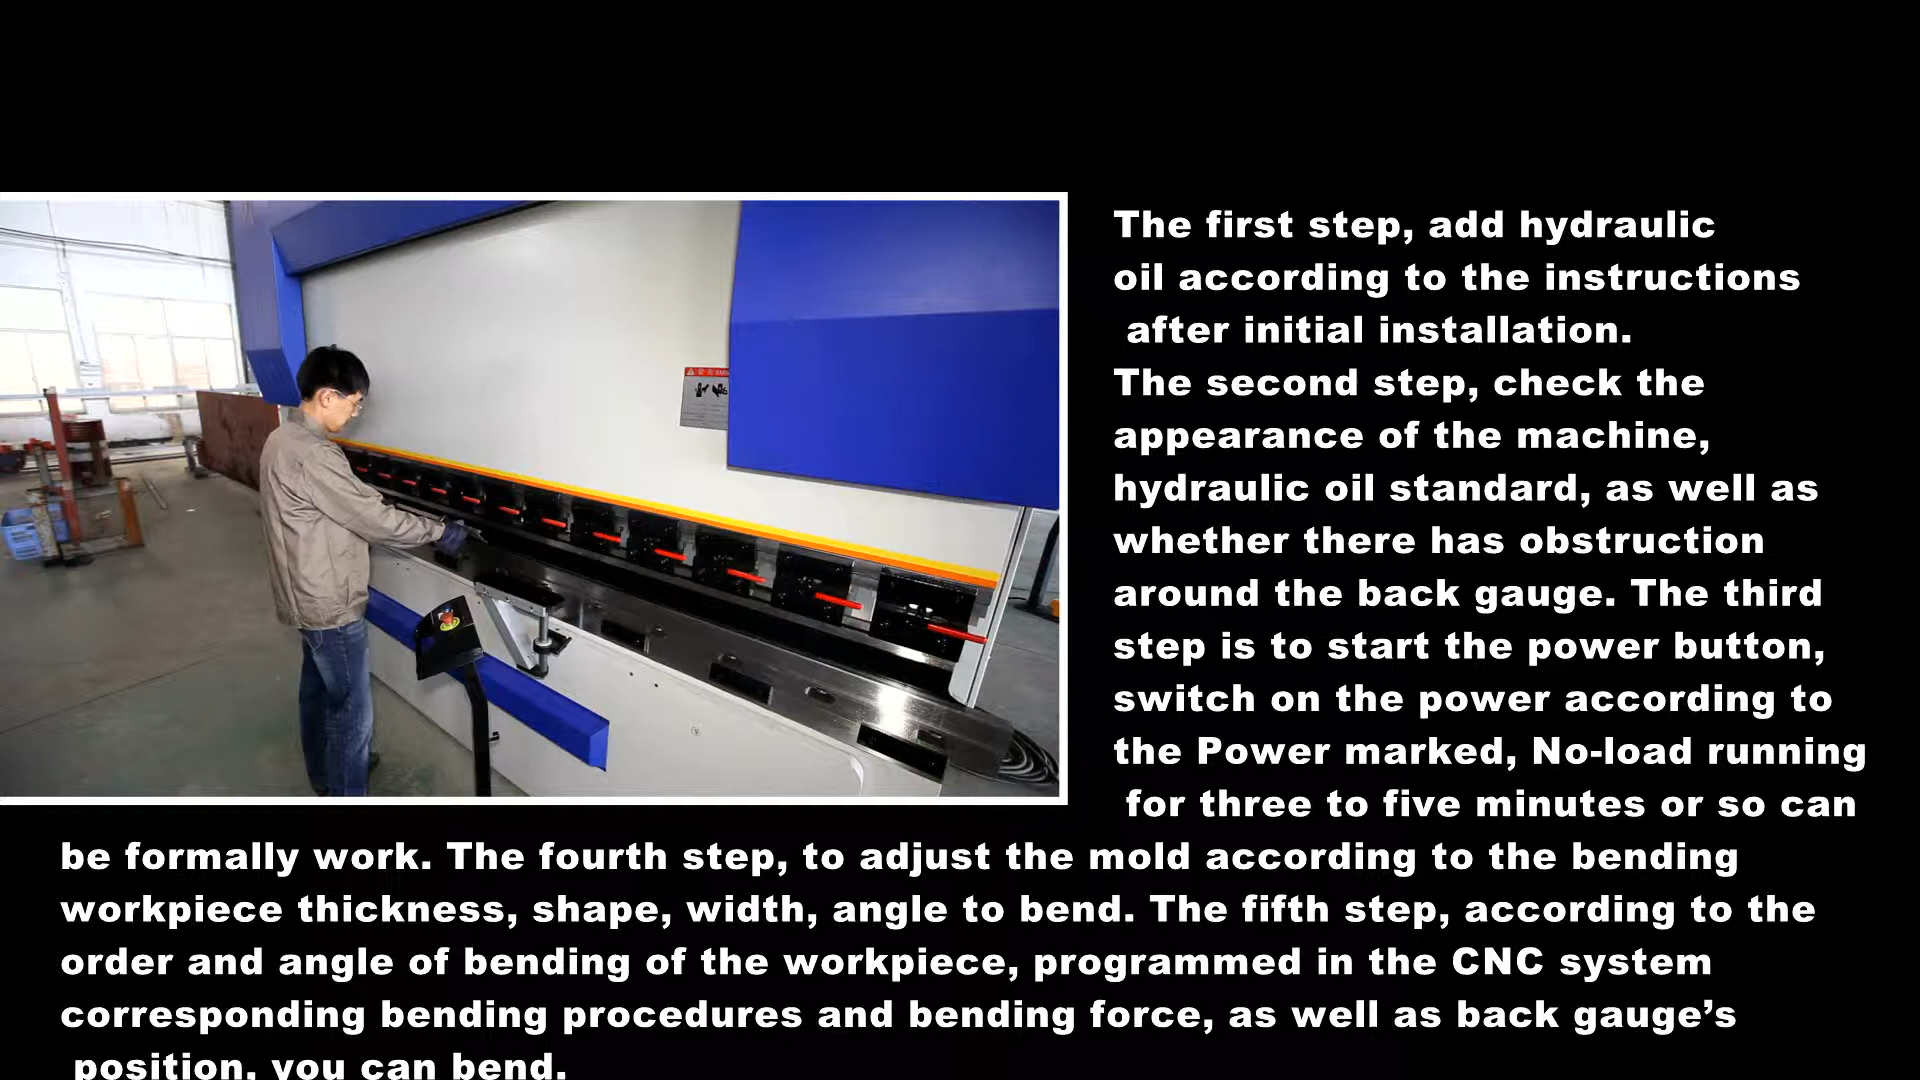 The first step, add hydraulic
oil according to the instructions
after initial installation.
The second step, check the
appearance of the machine,
hydraulic oil standard, as well as
whether there has obstruction
around the back gauge. The third
step is to start the power button,
switch on the power according to
the Power marked, No-load running
for three to five minutes or so can
be formally work. The fourth step, to adjust the mold according to the bending
workpiece thickness, shape, width, angle to bend. The fifth step, according to the
order and angle of bending of the workpiece, programmed in the CNC system
corresponding bending procedures and bending force, as well as back gauge’s
position, you can bend.